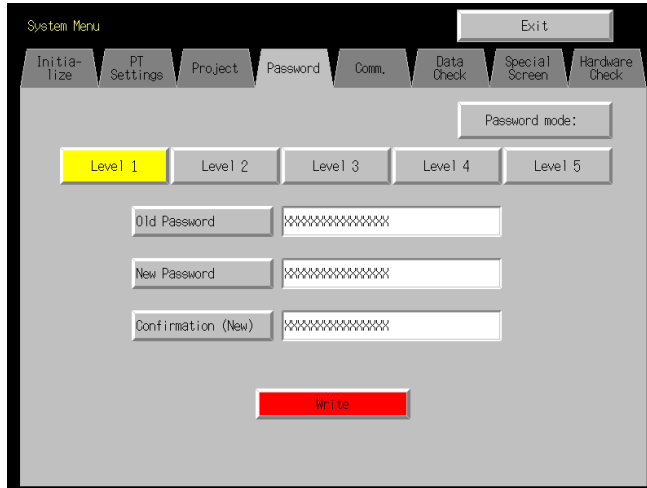 System Menu
Exit
Initia-
lize
PT
Settings
Project
Password
Comm.
Data
Check
Special
Screen
Hardware
Check
Password mode:
Level 1
Level 2
Level 3
Level 4
Level 5
Old Password
XXXXXXXXXXXXXX
New Password
XXXXXXXXXXXXXX
Confirmation (New)
XXXXXXXXXXXXXX
Write